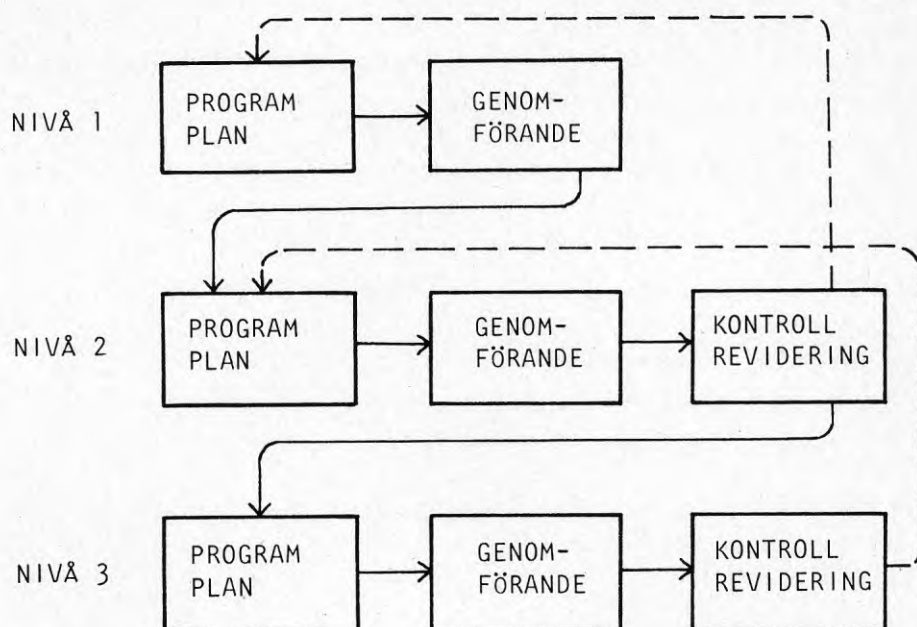 NIVÅ 1
PROGRAM
PLAN
GENOM-
FÖRANDE
NIVÅ 2
PROGRAM
PLAN
GENOM-
FÖRANDE
KONTROLL
REVIDERING
NIVÅ 3
PROGRAM
PLAN
GENOM-
FÖRANDE
KONTROLL
REVIDERING